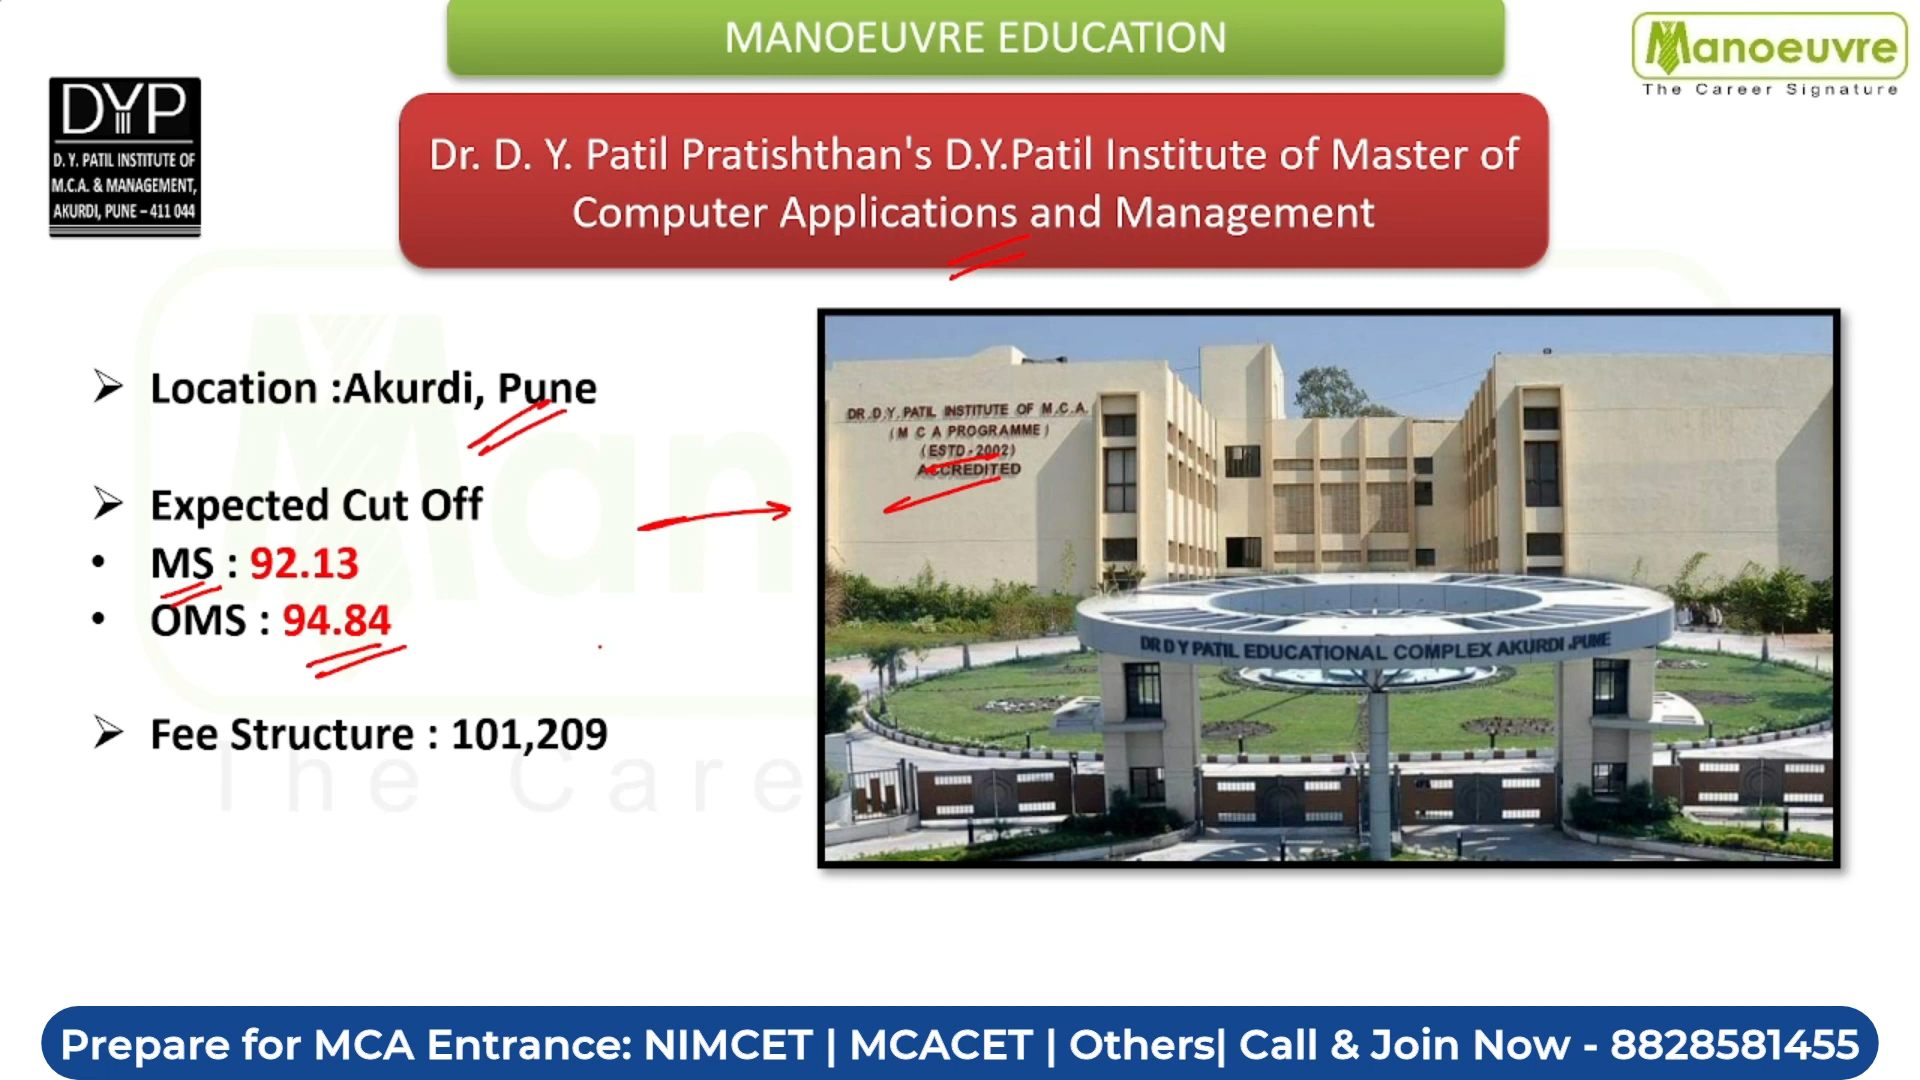 MANOEUVRE EDUCATION
Manoeuvre
The Career Signature
DYP
D. Y. PATIL INSTITUTE OF
M.C.A. & MANAGEMENT,
AKURDI, PUNE – 411 044
Dr. D. Y. Patil Pratishthan's D.Y.Patil Institute of Master of
Computer Applications and Management
➢ Location :Akurdi, Pune
➢ Expected Cut Off
• MS : 92.13
• OMS : 94.84
➢ Fee Structure : 101,209
DR.D.Y. PATIL INSTITUTE OF M.C.A.
(M C A PROGRAMME)
(ESTD-2002)
ACCREDITED
DR D Y PATIL EDUCATIONAL COMPLEX AKURDI .PUNE
Man
The Care
Prepare for MCA Entrance: NIMCET | MCACET | Others| Call & Join Now - 8828581455